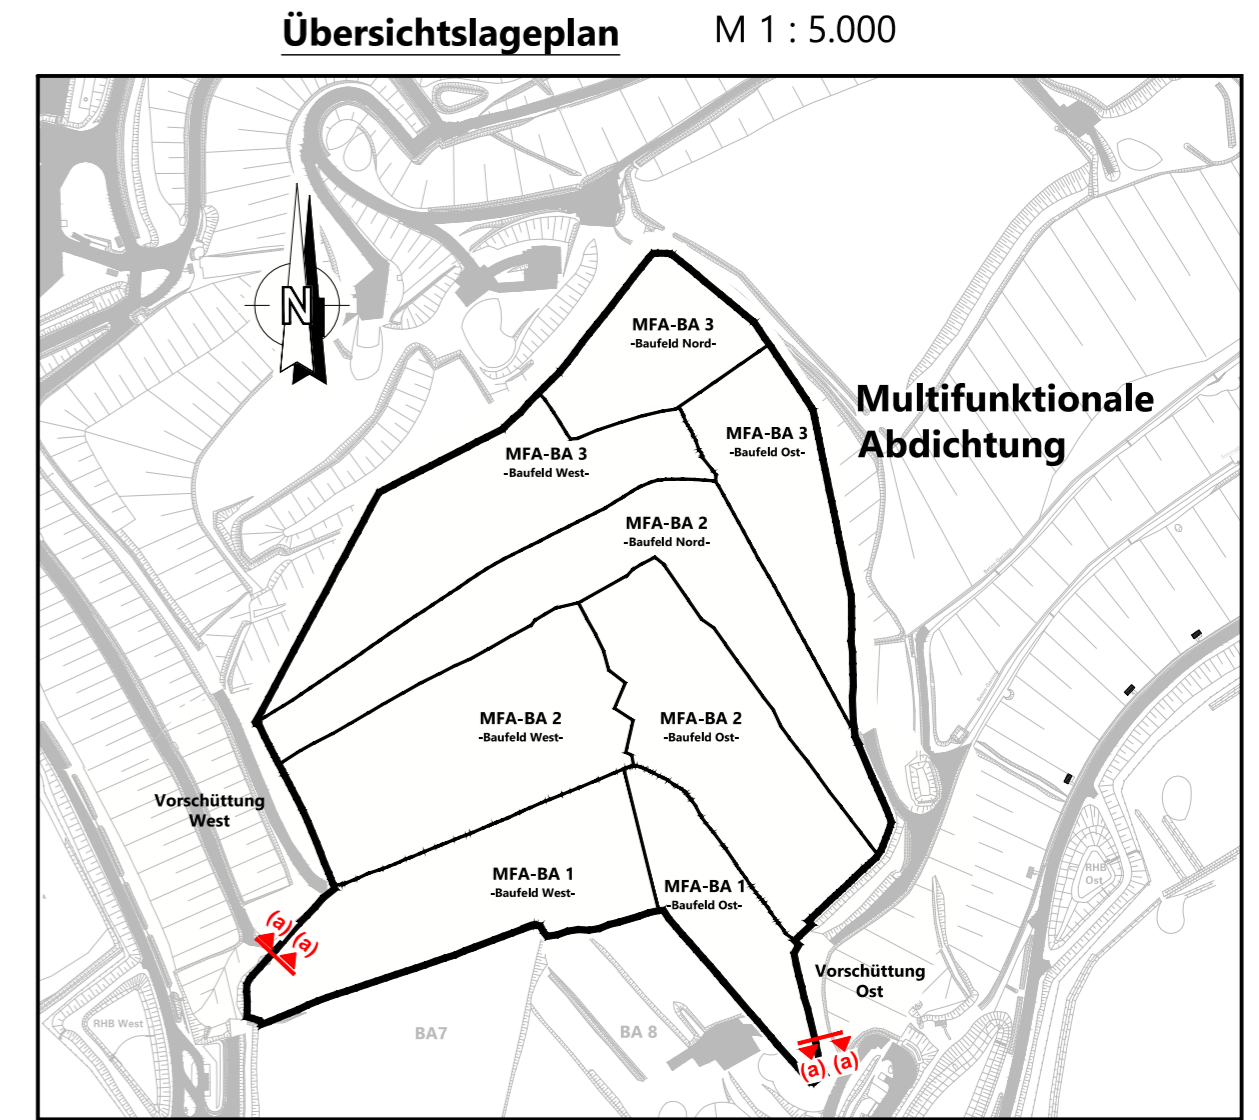 Übersichtslageplan M 1 : 5.000
N
MFA-BA 3
-Baufeld Nord-
Multifunktionale
Abdichtung
MFA-BA 3
-Baufeld Ost-
MFA-BA 3
-Baufeld West-
MFA-BA 2
-Baufeld Nord-
MFA-BA 2
-Baufeld West-
MFA-BA 2
-Baufeld Ost-
Vorschüttung
West
MFA-BA 1
-Baufeld West-
MFA-BA 1
-Baufeld Ost-
RHB
Ost
(a)
(a)
Vorschüttung
Ost
RHB West
BA7
BA 8
(a)
(a)